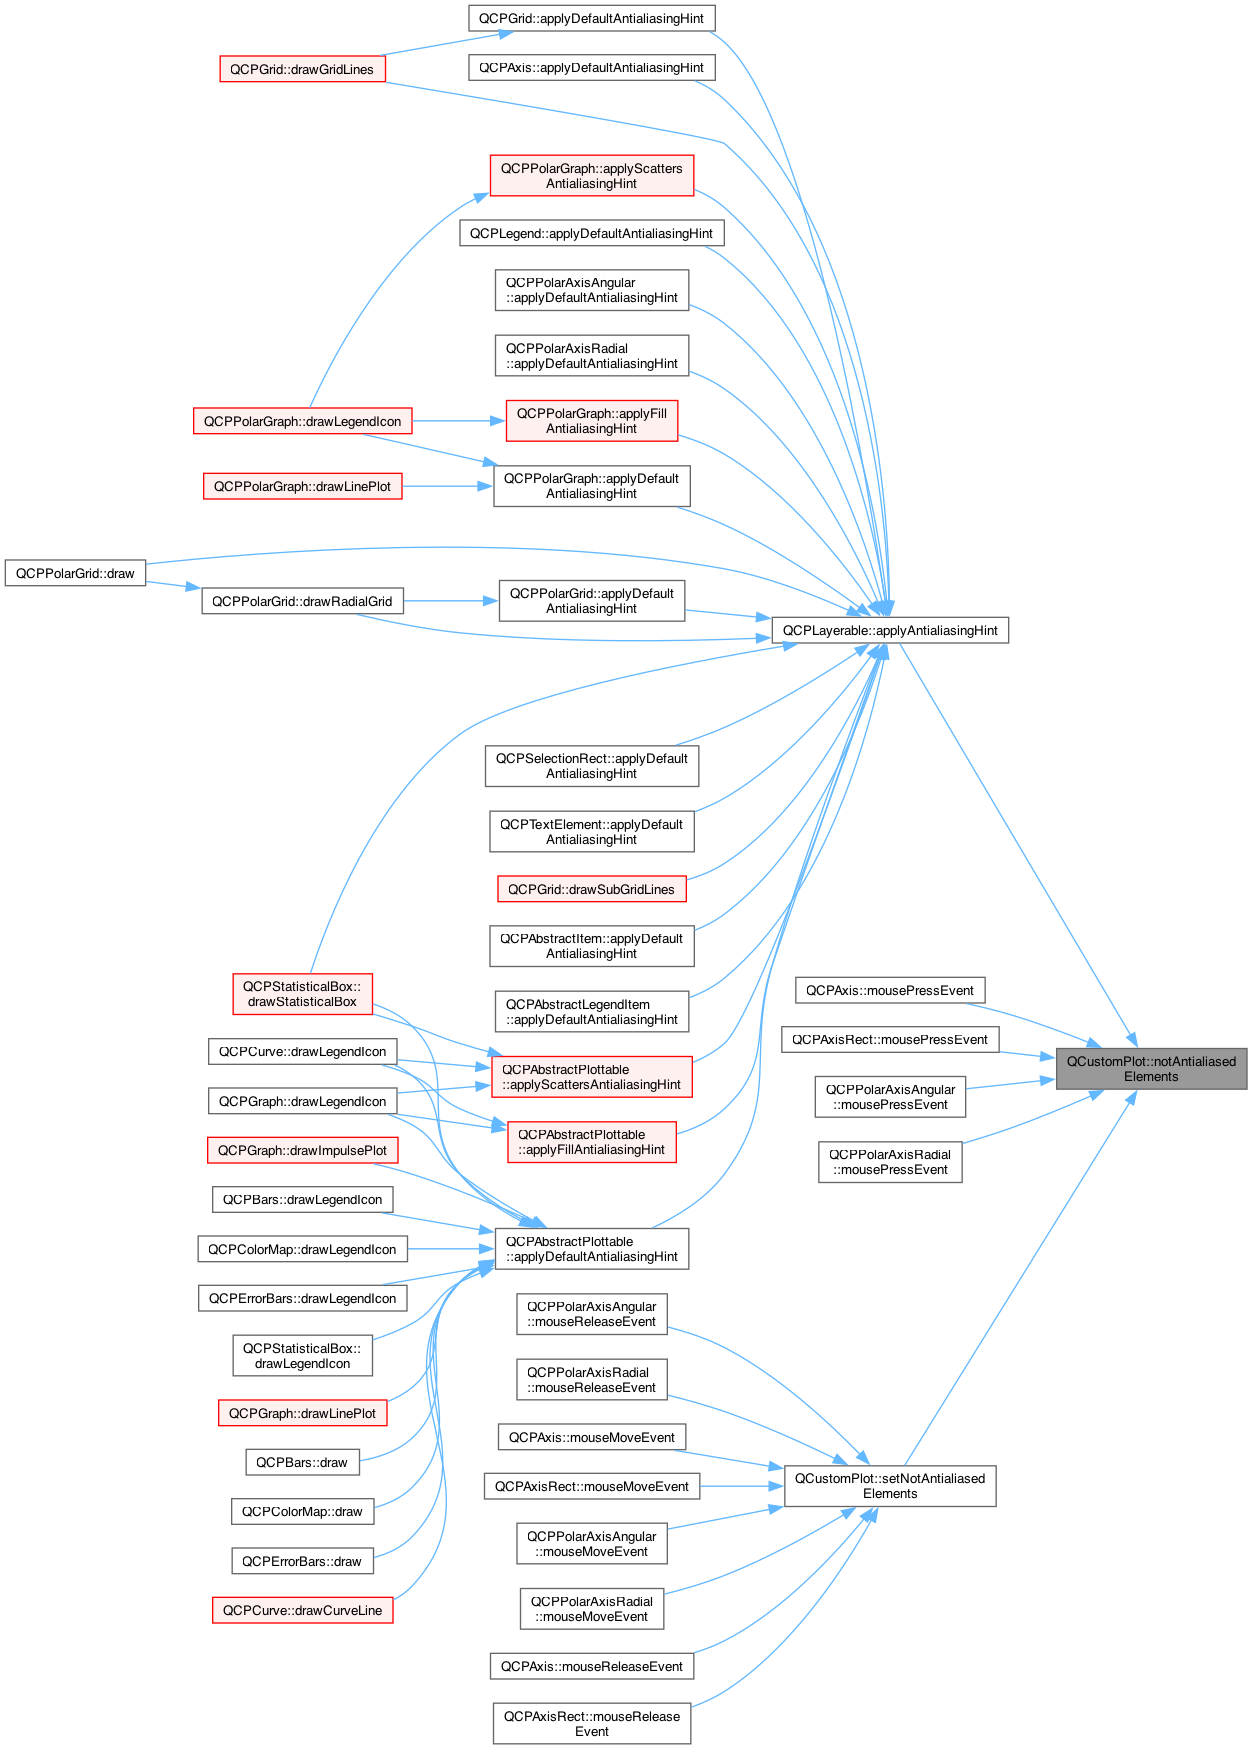 QCPGrid::applyDefaultAntialiasingHint
QCPGrid::drawGridLines
QCPAxis::applyDefaultAntialiasingHint
QCPPolarGraph::applyScatters
AntialiasingHint
QCPLegend::applyDefaultAntialiasingHint
QCPPolarAxisAngular
::applyDefaultAntialiasingHint
QCPPolarAxisRadial
::applyDefaultAntialiasingHint
QCPPolarGraph::drawLegendIcon
QCPPolarGraph::applyFill
AntialiasingHint
QCPPolarGraph::drawLinePlot
QCPPolarGraph::applyDefault
AntialiasingHint
QCPPolarGrid::draw
QCPPolarGrid::drawRadialGrid
QCPPolarGrid::applyDefault
AntialiasingHint
QCPLayerable::applyAntialiasingHint
QCPSelectionRect::applyDefault
AntialiasingHint
QCPTextElement::applyDefault
AntialiasingHint
QCPGrid::drawSubGridLines
QCPAbstractItem::applyDefault
AntialiasingHint
QCPStatisticalBox::
drawStatisticalBox
QCPAbstractLegendItem
::applyDefaultAntialiasingHint
QCPAxis::mousePressEvent
QCPAxisRect::mousePressEvent
QCustomPlot::notAntialiased
Elements
QCPCurve::drawLegendIcon
QCPAbstractPlottable
::applyScattersAntialiasingHint
QCPPolarAxisAngular
::mousePressEvent
QCPGraph::drawLegendIcon
QCPGraph::drawImpulsePlot
QCPAbstractPlottable
::applyFillAntialiasingHint
QCPPolarAxisRadial
::mousePressEvent
QCPBars::drawLegendIcon
QCPColorMap::drawLegendIcon
QCPAbstractPlottable
::applyDefaultAntialiasingHint
QCPErrorBars::drawLegendIcon
QCPPolarAxisAngular
::mouseReleaseEvent
QCPStatisticalBox::
drawLegendIcon
QCPPolarAxisRadial
::mouseReleaseEvent
QCPGraph::drawLinePlot
QCPAxis::mouseMoveEvent
QCPBars::draw
QCPAxisRect::mouseMoveEvent
QCustomPlot::setNotAntialiased
Elements
QCPColorMap::draw
QCPPolarAxisAngular
::mouseMoveEvent
QCPErrorBars::draw
QCPCurve::drawCurveLine
QCPPolarAxisRadial
::mouseMoveEvent
QCPAxis::mouseReleaseEvent
QCPAxisRect::mouseRelease
Event